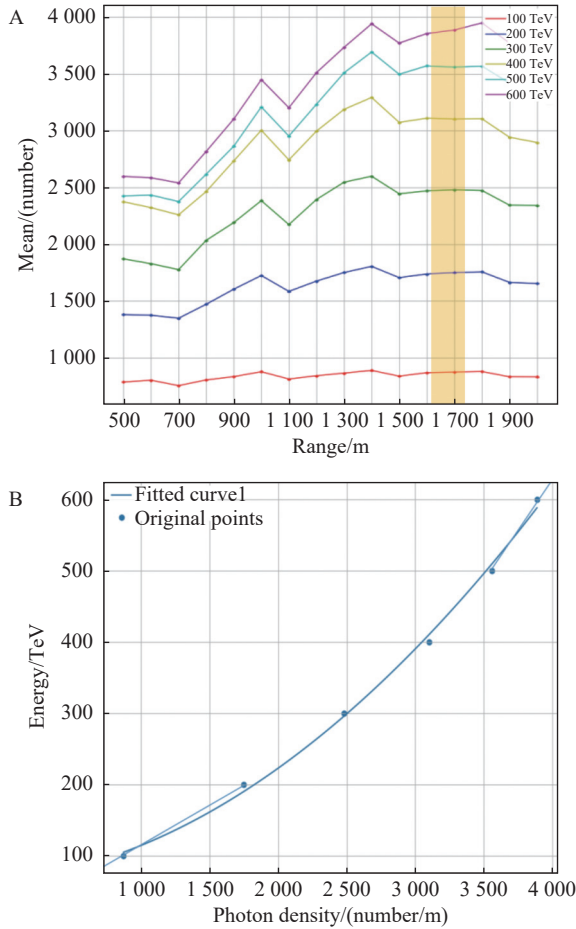 A
4 000
3 500
3 000
2 500
2 000
1 500
1 000
Mean/(number)
100 TeV
200 TeV
300 TeV
400 TeV
500 TeV
600 TeV
500 700 900 1 100 1 300 1 500 1 700 1 900
Range/m
B
Fitted curve1
Original points
600
500
400
300
200
100
Energy/TeV
1 000 1 500 2 000 2 500 3 000 3 500 4 000
Photon density/(number/m)